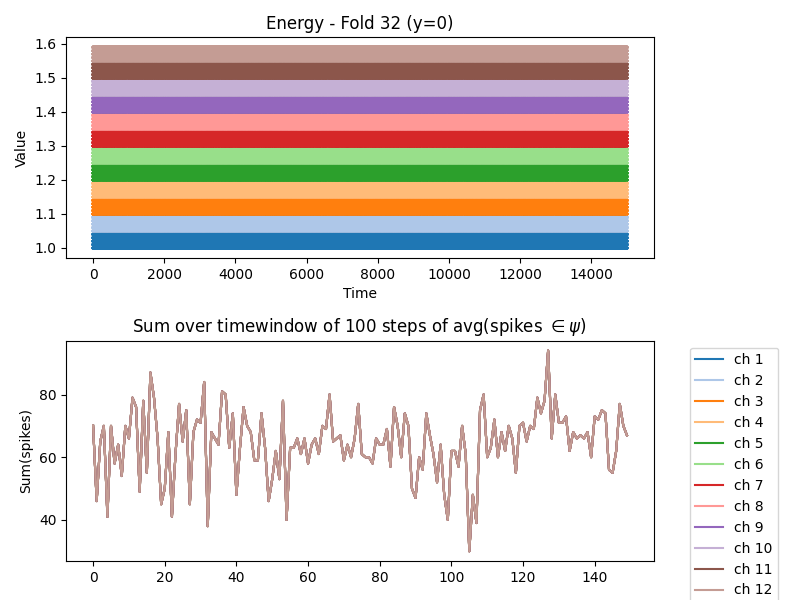 Energy - Fold 32 (y=0)
1.6
1.5
1.4
1.3
1.2
1.1
1.0
Value
0 2000 4000 6000 8000 10000 12000 14000
Time
Sum over timewindow of 100 steps of avg(spikes ∈ ψ)
80
60
40
Sum(spikes)
0 20 40 60 80 100 120 140
ch 1
ch 2
ch 3
ch 4
ch 5
ch 6
ch 7
ch 8
ch 9
ch 10
ch 11
ch 12